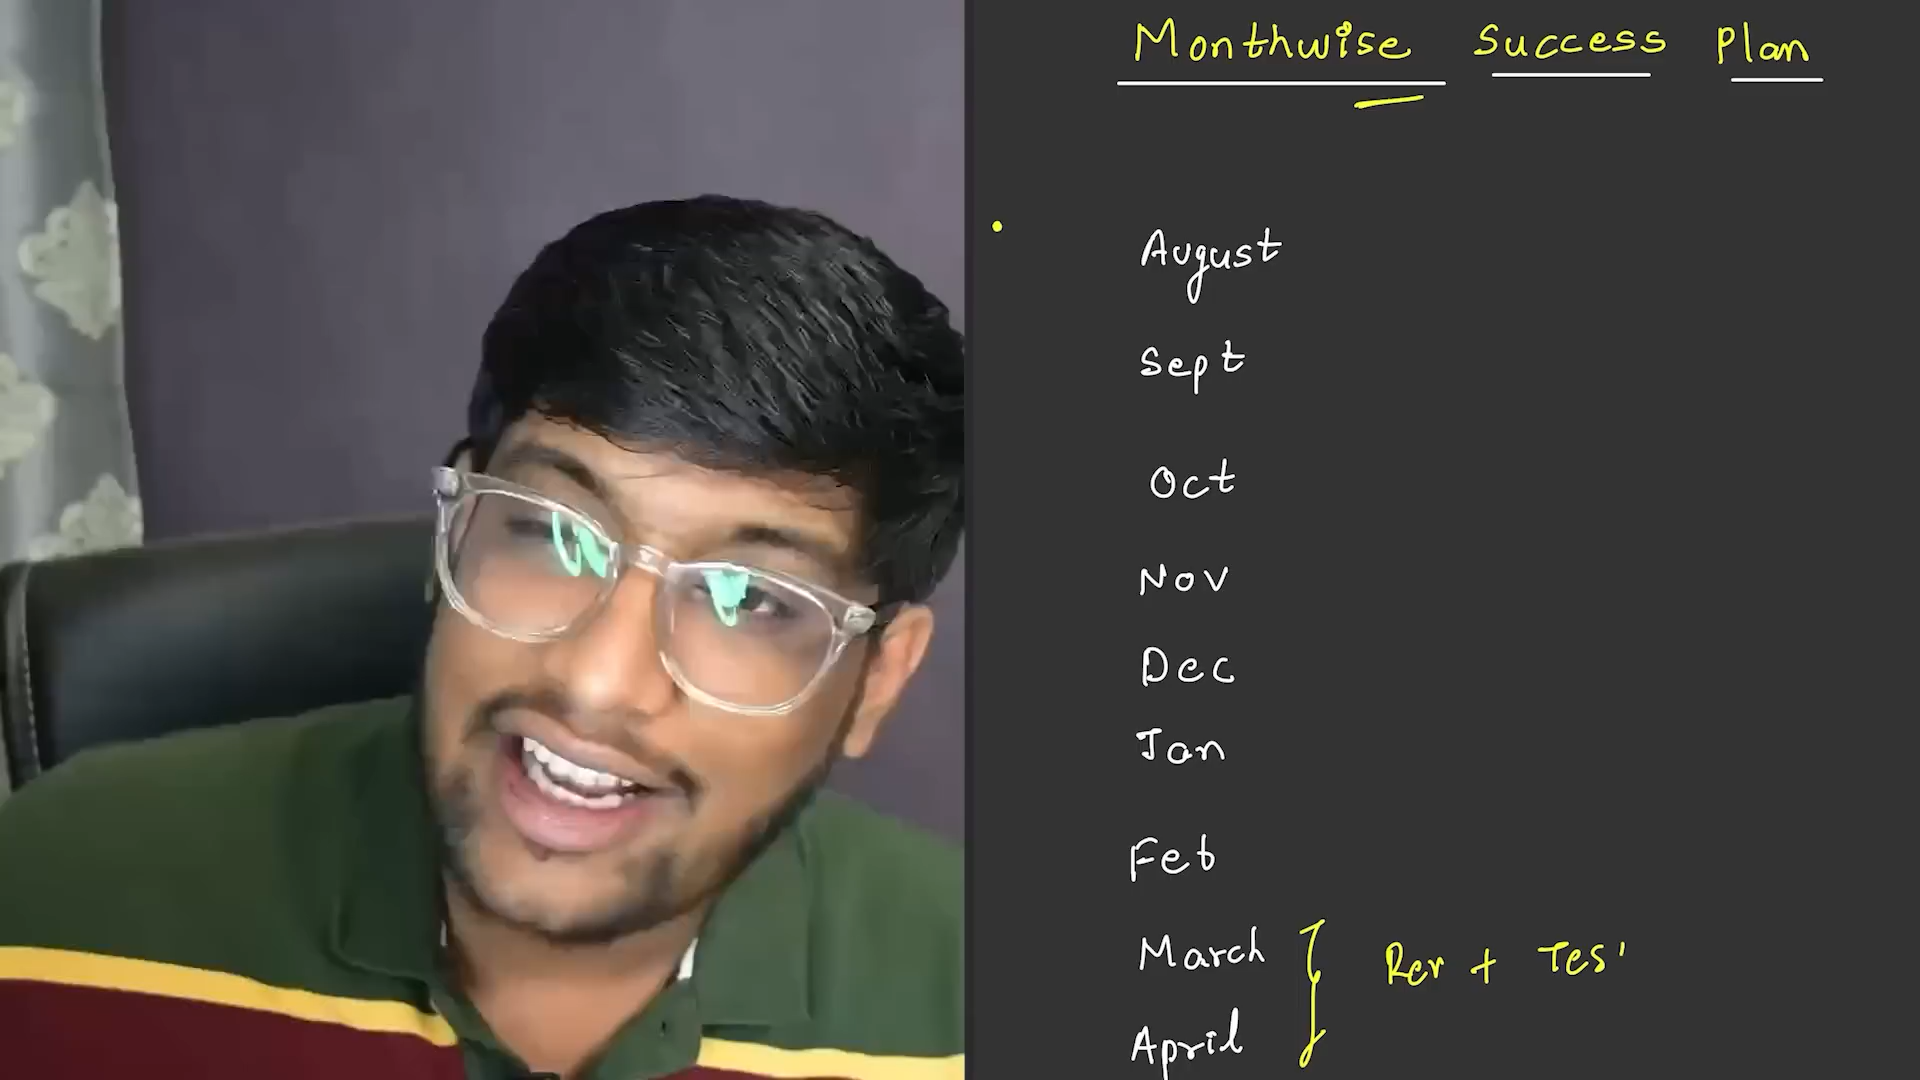 Monthwise Success Plan
August
Sept
Oct
Nov
Dec
Jan
Feb
March
April
Rev + Tes'